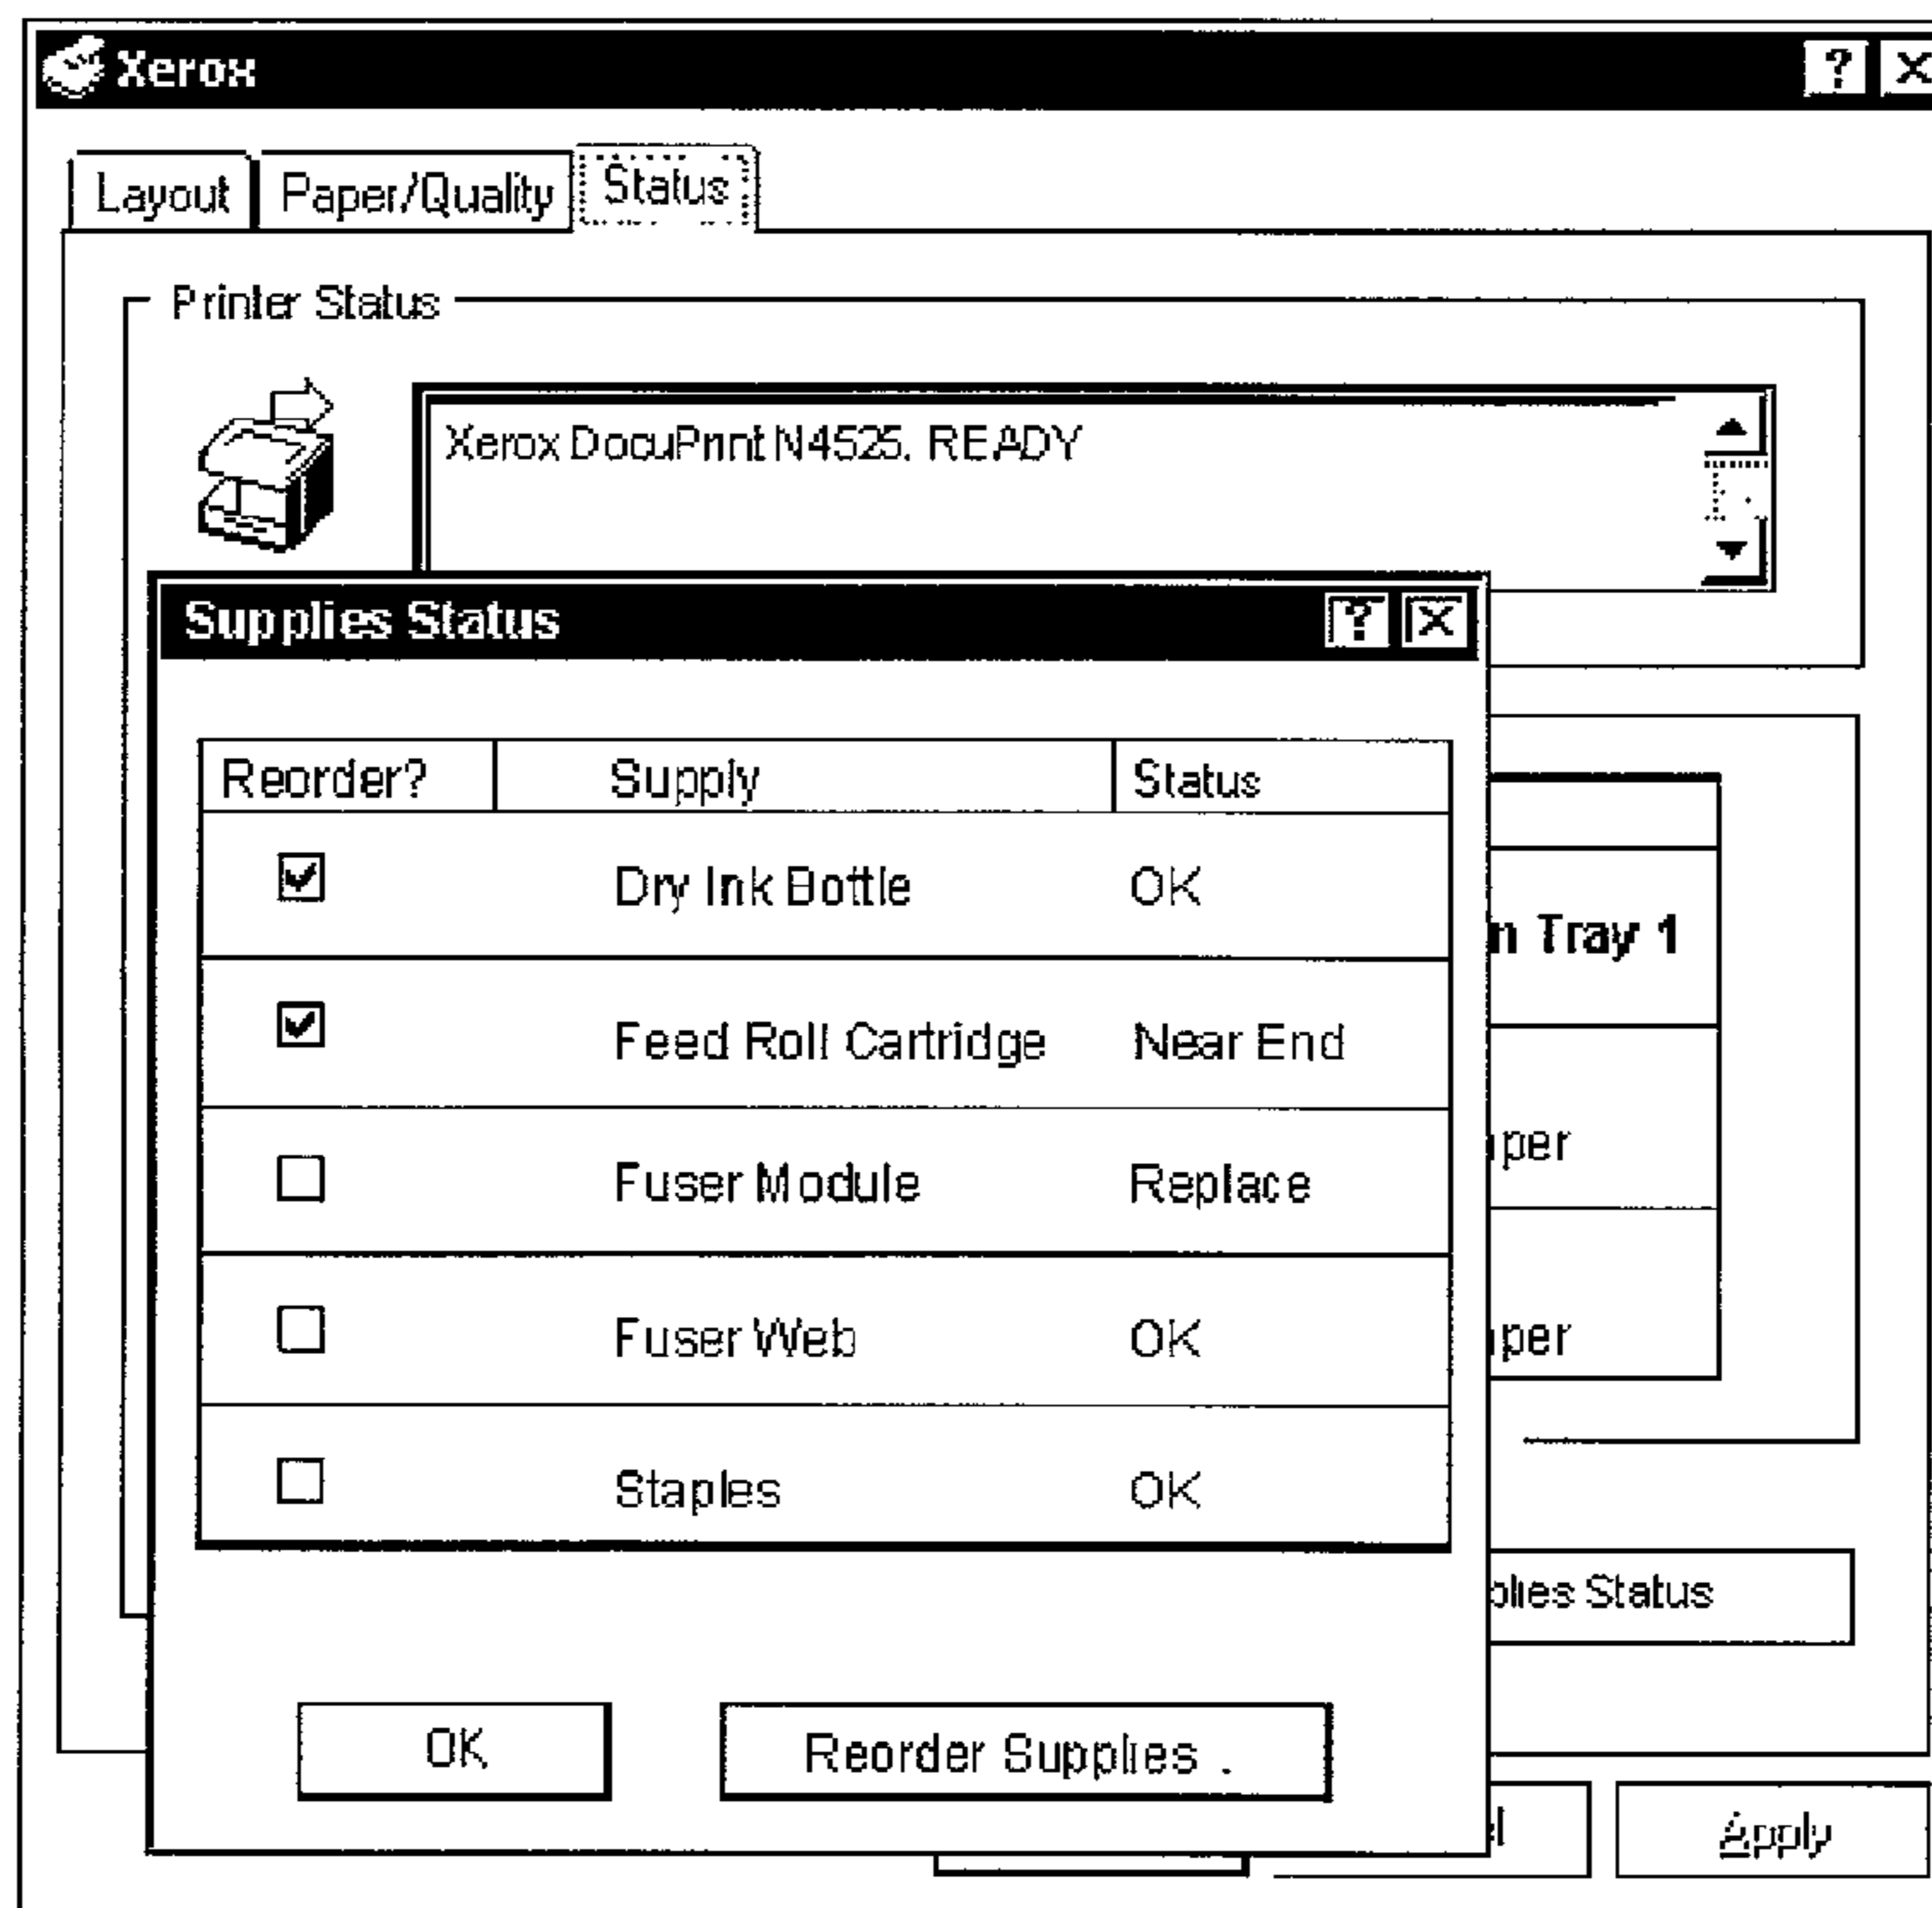 Xerox
Layout Paper/Quality Status
Printer Status
Xerox DocuPrint N4525. READY
Supplies Status
Reorder? Supply Status
Dry Ink Bottle OK
n Tray 1
Feed Roll Cartridge Near End
per
Fuser Module Replace
Fuser Web OK
per
Staples OK
plies Status
OK Reorder Supplies .
el Apply